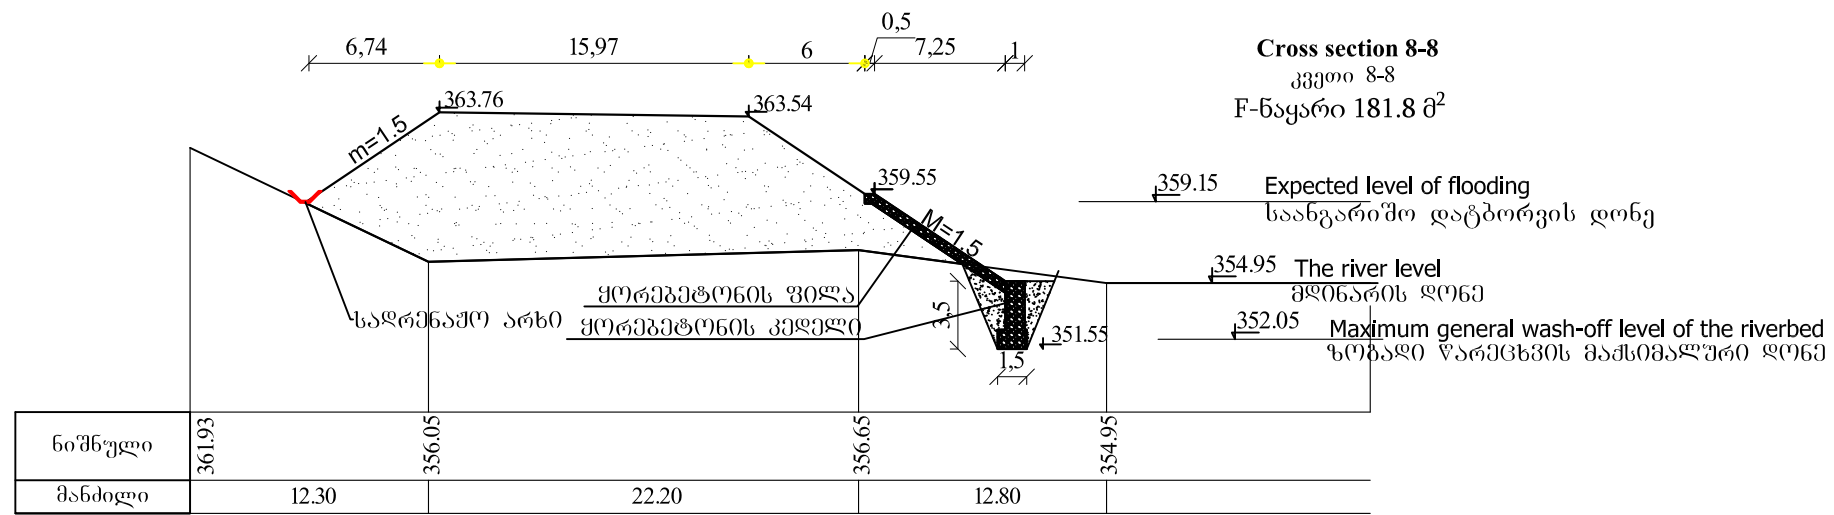 0,5
6,74
15,97
6
7,25
1
Cross section 8-8
კვეთი 8-8
F-ნაყარი 181.8 მ²
363.76
363.54
m=1.5
359.55
M=1.5
359.15
Expected level of flooding
საანგარიშო დატბორვის დონე
354.95
The river level
მდინარის დონე
ყორებეტონის ფილა
სადრენაჟო არხი
ყორებეტონის კედელი
3,5
351.55
352.05
Maximum general wash-off level of the riverbed
ზოგადი წარეცხვის მაქსიმალური დონე
1,5
ნიშნული
361.93
356.05
356.65
354.95
მანძილი
12.30
22.20
12.80